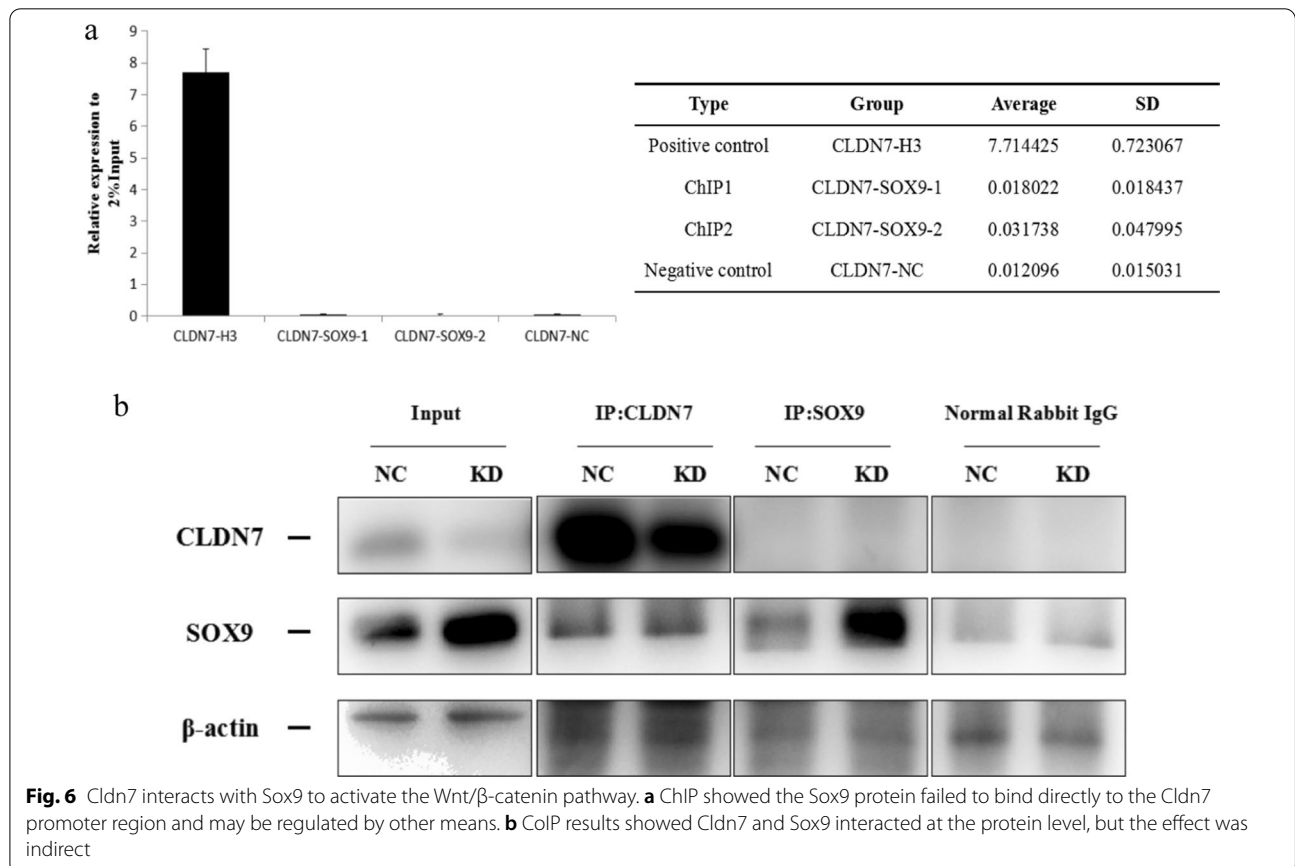 a
9
8
7
6
5
4
3
2
1
0
Relative expression to
2%Input
CLDN7-H3 CLDN7-SOX9-1 CLDN7-SOX9-2 CLDN7-NC
Type Group Average SD
Positive control CLDN7-H3 7.714425 0.723067
ChIP1 CLDN7-SOX9-1 0.018022 0.018437
ChIP2 CLDN7-SOX9-2 0.031738 0.047995
Negative control CLDN7-NC 0.012096 0.015031
b
Input IP:CLDN7 IP:SOX9 Normal Rabbit IgG
NC KD NC KD NC KD NC KD
CLDN7
SOX9
β-actin
Fig. 6 Cldn7 interacts with Sox9 to activate the Wnt/β-catenin pathway. a ChIP showed the Sox9 protein failed to bind directly to the Cldn7
promoter region and may be regulated by other means. b CoIP results showed Cldn7 and Sox9 interacted at the protein level, but the effect was
indirect